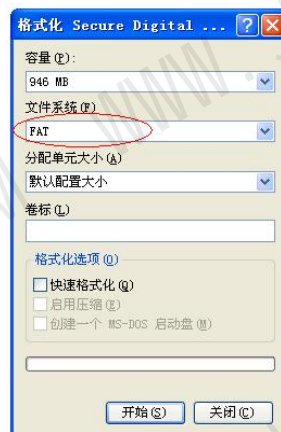 格式化 Secure Digital ...
容量(P):
946 MB
文件系统(F)
FAT
分配单元大小(A)
默认配置大小
卷标(L)
格式化选项(O)
快速格式化(Q)
启用压缩(E)
创建一个 MS-DOS 启动盘(M)
开始(S) 关闭(C)